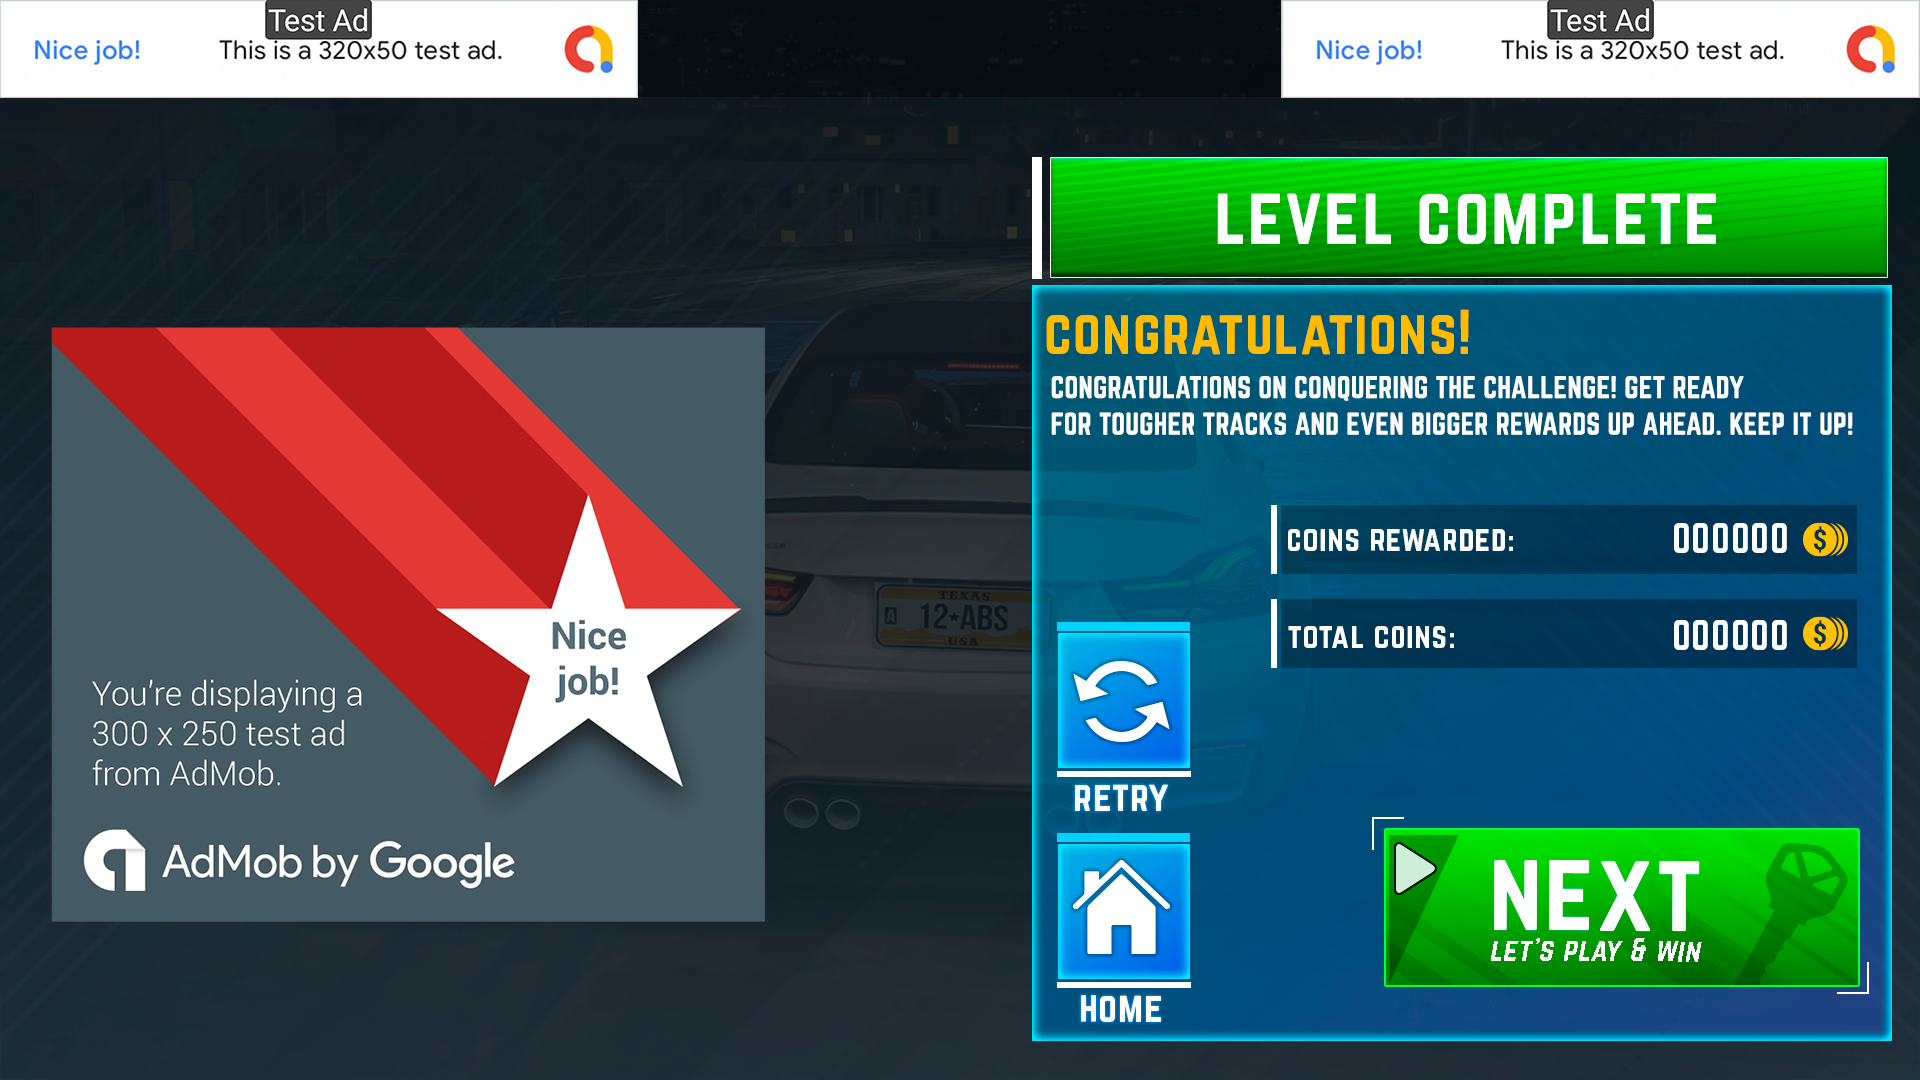 Test Ad
Nice job!
This is a 320x50 test ad.
Test Ad
Nice job!
This is a 320x50 test ad.
LEVEL COMPLETE
CONGRATULATIONS!
CONGRATULATIONS ON CONQUERING THE CHALLENGE! GET READY
FOR TOUGHER TRACKS AND EVEN BIGGER REWARDS UP AHEAD. KEEP IT UP!
COINS REWARDED: 000000
TOTAL COINS: 000000
RETRY
HOME
NEXT
LET'S PLAY & WIN
Nice
job!
You're displaying a
300 x 250 test ad
from AdMob.
AdMob by Google
TEXAS
A 12*ABS
USA